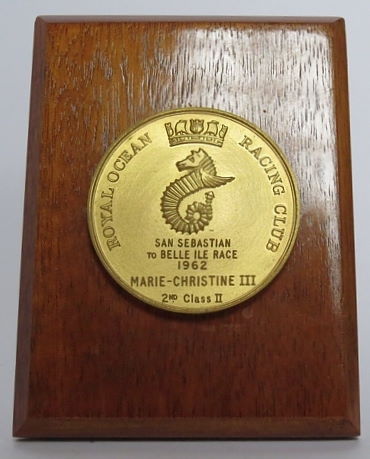 ROYAL OCEAN RACING CLUB
SAN SEBASTIAN
TO BELLE ILE RACE
1962
MARIE-CHRISTINE III
2ND Class II